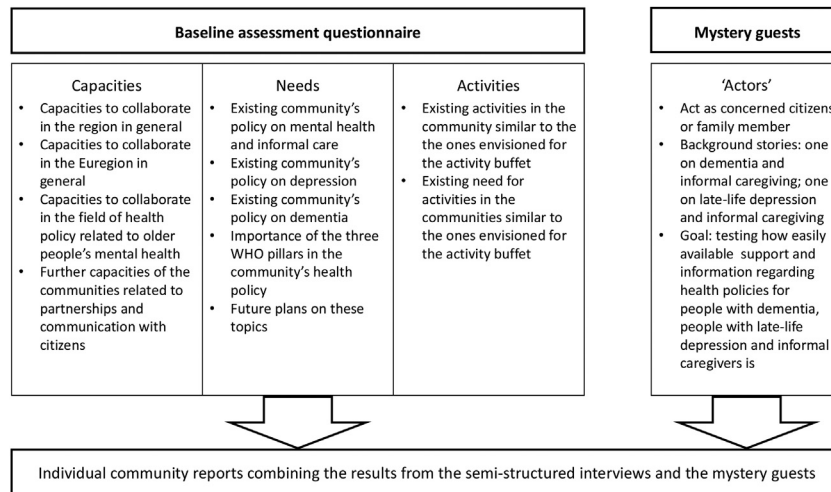 Baseline assessment questionnaire
Mystery guests
Capacities
• Capacities to collaborate
in the region in general
• Capacities to collaborate
in the Euregion in
general
• Capacities to collaborate
in the field of health
policy related to older
people's mental health
• Further capacities of the
communities related to
partnerships and
communication with
citizens
Needs
• Existing community's
policy on mental health
and informal care
• Existing community's
policy on depression
• Existing community's
policy on dementia
• Importance of the three
WHO pillars in the
community's health
policy
• Future plans on these
topics
Activities
• Existing activities in the
community similar to the
the ones envisioned for
the activity buffet
• Existing need for
activities in the
communities similar to
the ones envisioned for
the activity buffet
'Actors'
• Act as concerned citizens
or family member
• Background stories: one
on dementia and
informal caregiving; one
on late-life depression
and informal caregiving
• Goal: testing how easily
available support and
information regarding
health policies for
people with dementia,
people with late-life
depression and informal
caregivers is
Individual community reports combining the results from the semi-structured interviews and the mystery guests